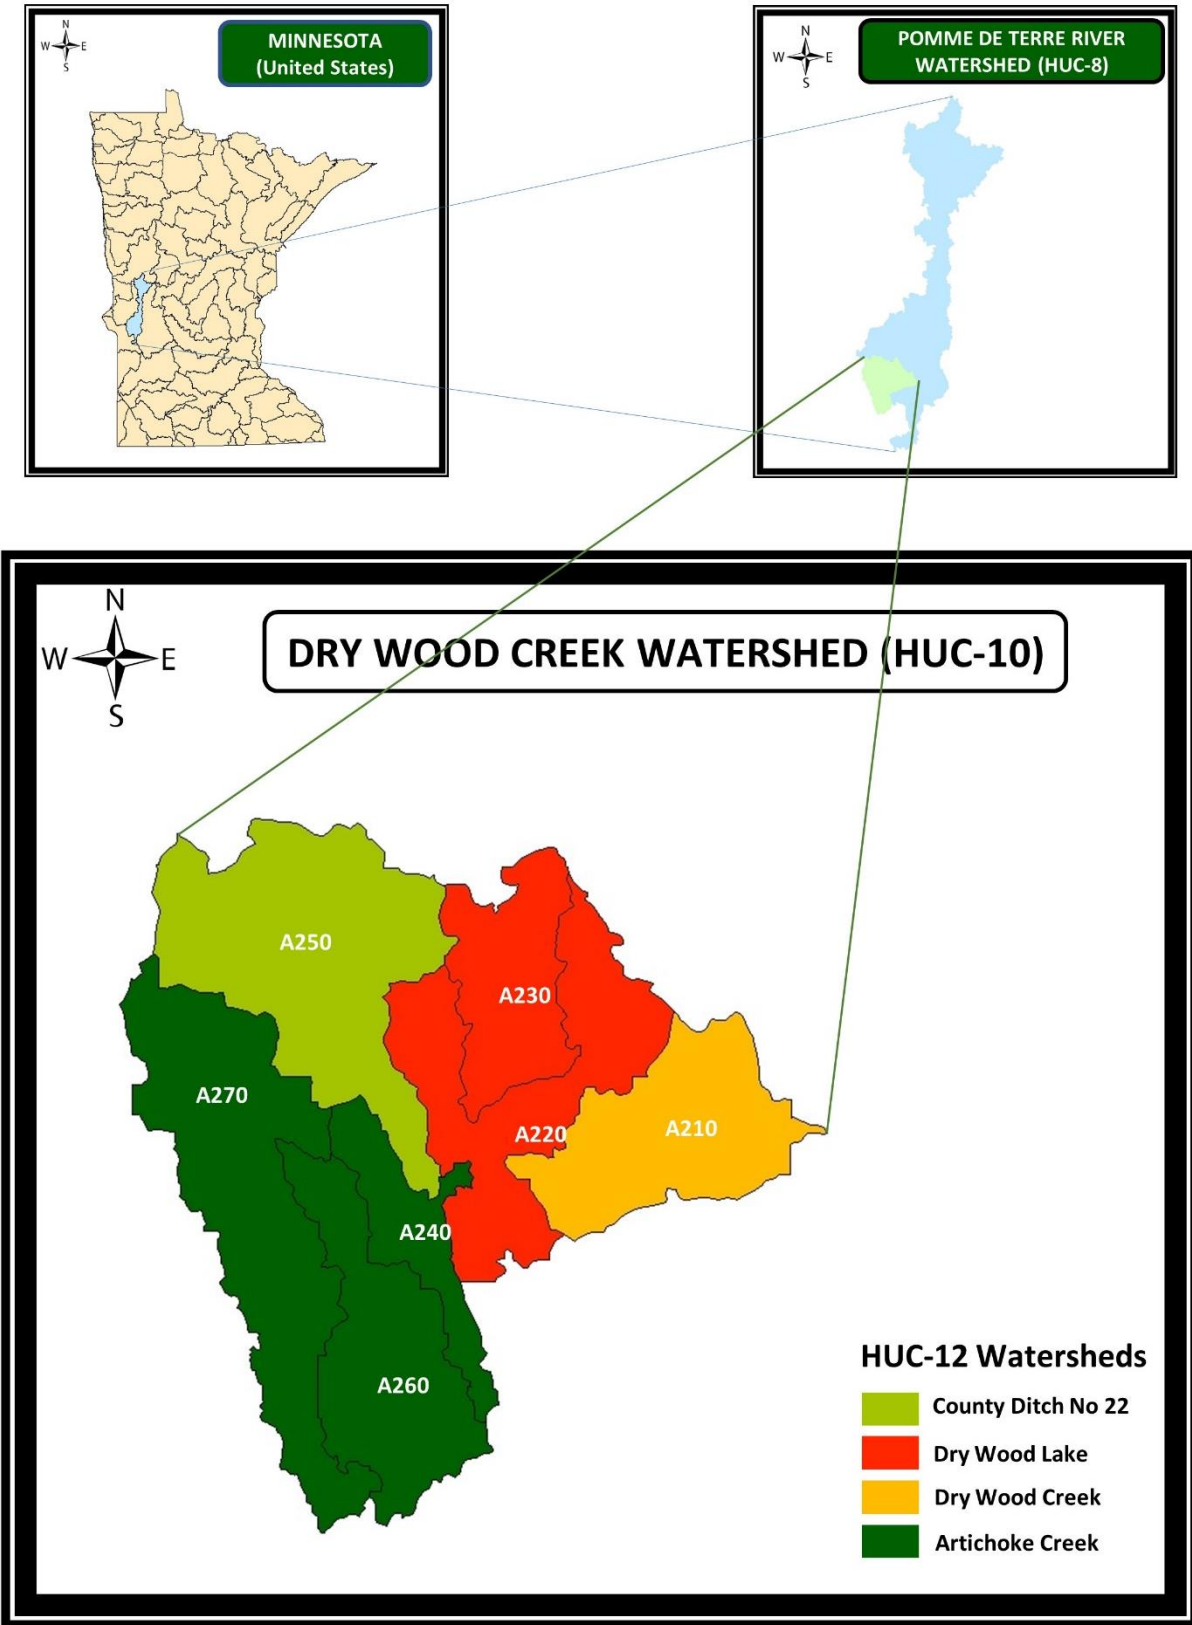 N
W E
S
MINNESOTA
(United States)
N
W E
S
POMME DE TERRE RIVER
WATERSHED (HUC-8)
N
W E
S
DRY WOOD CREEK WATERSHED (HUC-10)
A250
A230
A270
A220
A210
A240
A260
HUC-12 Watersheds
County Ditch No 22
Dry Wood Lake
Dry Wood Creek
Artichoke Creek